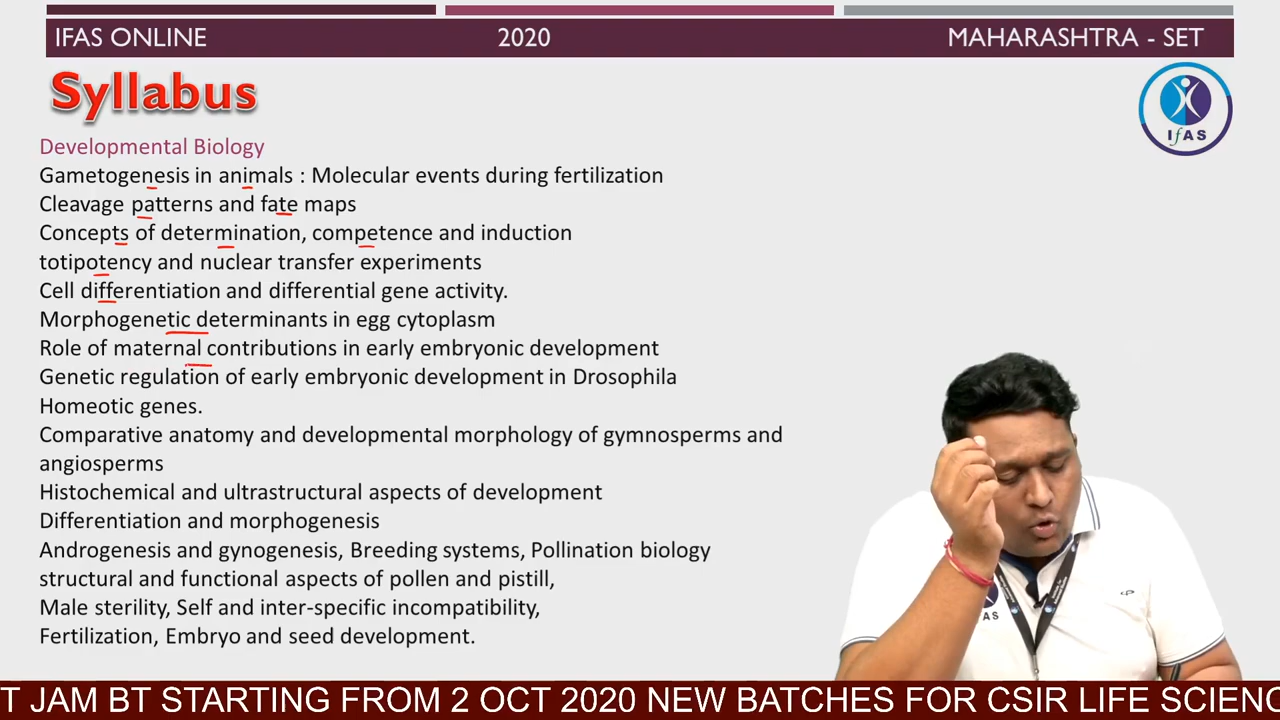 IFAS ONLINE 2020 MAHARASHTRA - SET
Syllabus
IfAS
Developmental Biology
Gametogenesis in animals : Molecular events during fertilization
Cleavage patterns and fate maps
Concepts of determination, competence and induction
totipotency and nuclear transfer experiments
Cell differentiation and differential gene activity.
Morphogenetic determinants in egg cytoplasm
Role of maternal contributions in early embryonic development
Genetic regulation of early embryonic development in Drosophila
Homeotic genes.
Comparative anatomy and developmental morphology of gymnosperms and
angiosperms
Histochemical and ultrastructural aspects of development
Differentiation and morphogenesis
Androgenesis and gynogenesis, Breeding systems, Pollination biology
structural and functional aspects of pollen and pistill,
Male sterility, Self and inter-specific incompatibility,
Fertilization, Embryo and seed development.
T JAM BT STARTING FROM 2 OCT 2020 NEW BATCHES FOR CSIR LIFE SCIENC